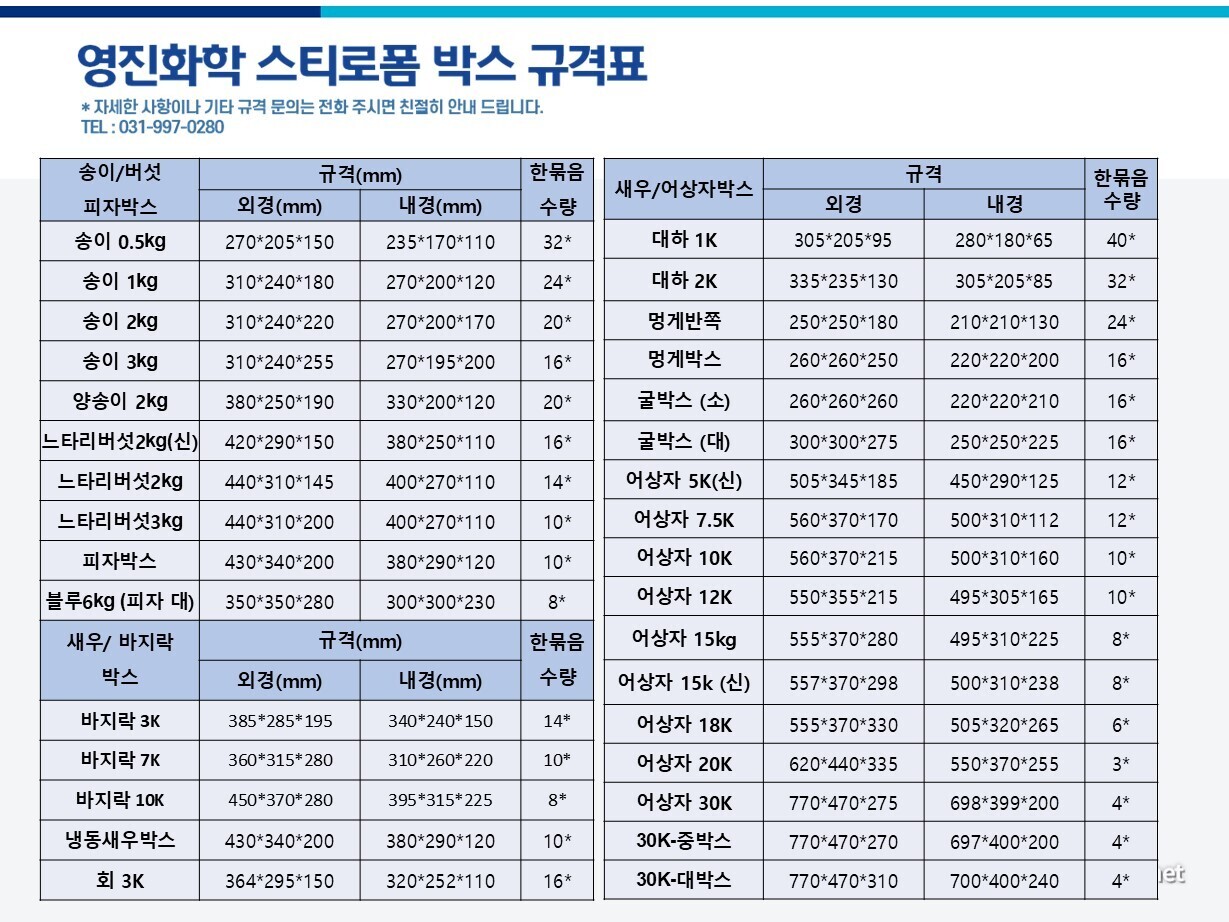 영진화학 스티로폼 박스 규격표
* 자세한 사항이나 기타 규격 문의는 전화 주시면 친절히 안내 드립니다.
TEL : 031-997-0280
송이/버섯 피자박스 규격(mm) 한묶음 수량
외경(mm) 내경(mm)
송이 0.5kg 270*205*150 235*170*110 32*
송이 1kg 310*240*180 270*200*120 24*
송이 2kg 310*240*220 270*200*170 20*
송이 3kg 310*240*255 270*195*200 16*
양송이 2kg 380*250*190 330*200*120 20*
느타리버섯2kg(신) 420*290*150 380*250*110 16*
느타리버섯2kg 440*310*145 400*270*110 14*
느타리버섯3kg 440*310*200 400*270*110 10*
피자박스 430*340*200 380*290*120 10*
블루6kg (피자 대) 350*350*280 300*300*230 8*
새우/ 바지락 박스 규격(mm) 한묶음 수량
외경(mm) 내경(mm)
바지락 3K 385*285*195 340*240*150 14*
바지락 7K 360*315*280 310*260*220 10*
바지락 10K 450*370*280 395*315*225 8*
냉동새우박스 430*340*200 380*290*120 10*
회 3K 364*295*150 320*252*110 16*
새우/어상자박스 규격 한묶음 수량
외경 내경
대하 1K 305*205*95 280*180*65 40*
대하 2K 335*235*130 305*205*85 32*
멍게반쪽 250*250*180 210*210*130 24*
멍게박스 260*260*250 220*220*200 16*
굴박스 (소) 260*260*260 220*220*210 16*
굴박스 (대) 300*300*275 250*250*225 16*
어상자 5K(신) 505*345*185 450*290*125 12*
어상자 7.5K 560*370*170 500*310*112 12*
어상자 10K 560*370*215 500*310*160 10*
어상자 12K 550*355*215 495*305*165 10*
어상자 15kg 555*370*280 495*310*225 8*
어상자 15k (신) 557*370*298 500*310*238 8*
어상자 18K 555*370*330 505*320*265 6*
어상자 20K 620*440*335 550*370*255 3*
어상자 30K 770*470*275 698*399*200 4*
30K-중박스 770*470*270 697*400*200 4*
30K-대박스 770*470*310 700*400*240 4*